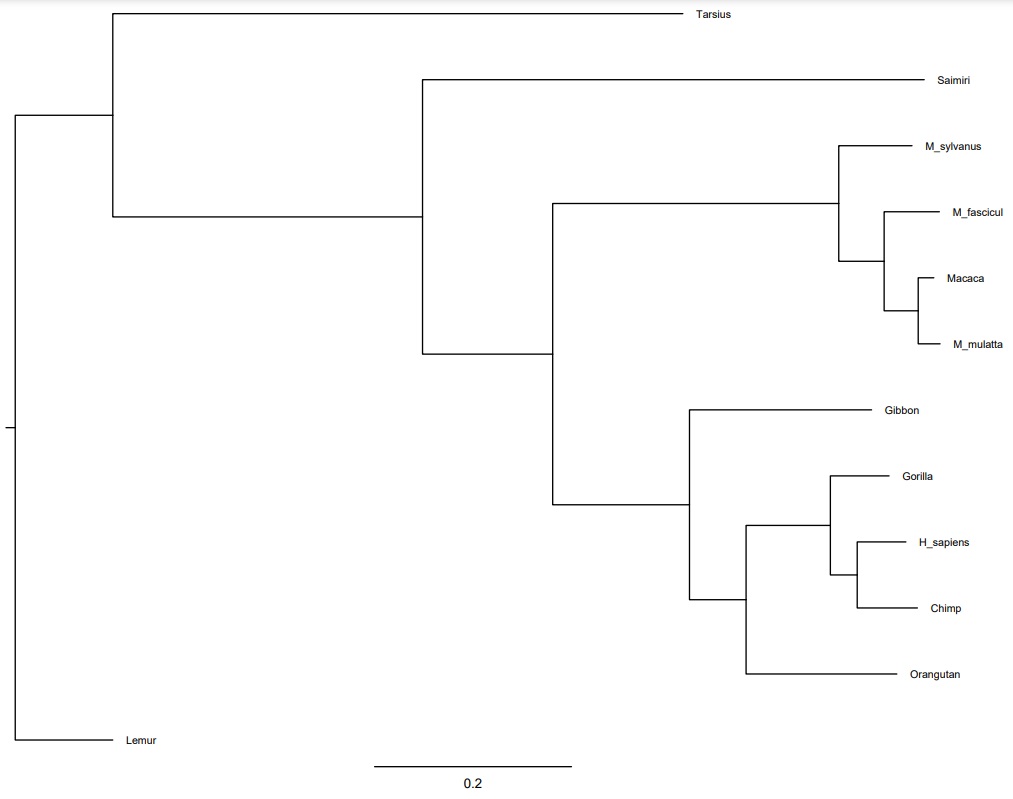 Tarsius
Saimiri
M_sylvanus
M_fascicul
Macaca
M_mulatta
Gibbon
Gorilla
H_sapiens
Chimp
Orangutan
Lemur
0.2